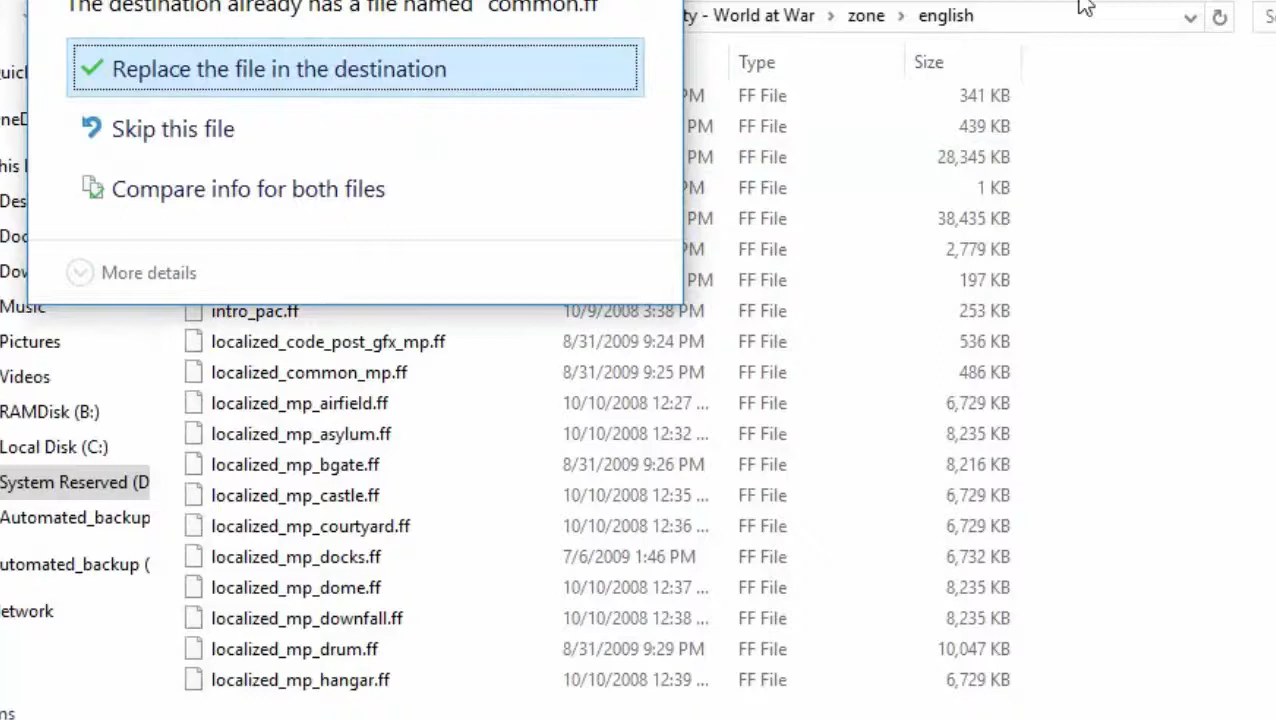 The destination already has a file named "common.ff"
ty - World at War > zone > english
Replace the file in the destination
Skip this file
Compare info for both files
More details
Type Size
PM FF File 341 KB
PM FF File 439 KB
PM FF File 28,345 KB
PM FF File 1 KB
PM FF File 38,435 KB
PM FF File 2,779 KB
PM FF File 197 KB
intro_pac.ff 10/9/2008 3:38 PM FF File 253 KB
localized_code_post_gfx_mp.ff 8/31/2009 9:24 PM FF File 536 KB
localized_common_mp.ff 8/31/2009 9:25 PM FF File 486 KB
localized_mp_airfield.ff 10/10/2008 12:27 ... FF File 6,729 KB
localized_mp_asylum.ff 10/10/2008 12:32 ... FF File 8,235 KB
localized_mp_bgate.ff 8/31/2009 9:26 PM FF File 8,216 KB
localized_mp_castle.ff 10/10/2008 12:35 ... FF File 6,729 KB
localized_mp_courtyard.ff 10/10/2008 12:36 ... FF File 6,729 KB
localized_mp_docks.ff 7/6/2009 1:46 PM FF File 6,732 KB
localized_mp_dome.ff 10/10/2008 12:37 ... FF File 8,235 KB
localized_mp_downfall.ff 10/10/2008 12:38 ... FF File 8,235 KB
localized_mp_drum.ff 8/31/2009 9:29 PM FF File 10,047 KB
localized_mp_hangar.ff 10/10/2008 12:39 ... FF File 6,729 KB
uick
neD
his
Des
Doc
Dov
Music
Pictures
Videos
RAMDisk (B:)
Local Disk (C:)
System Reserved (D
Automated_backup
utomated_backup (
etwork
ns